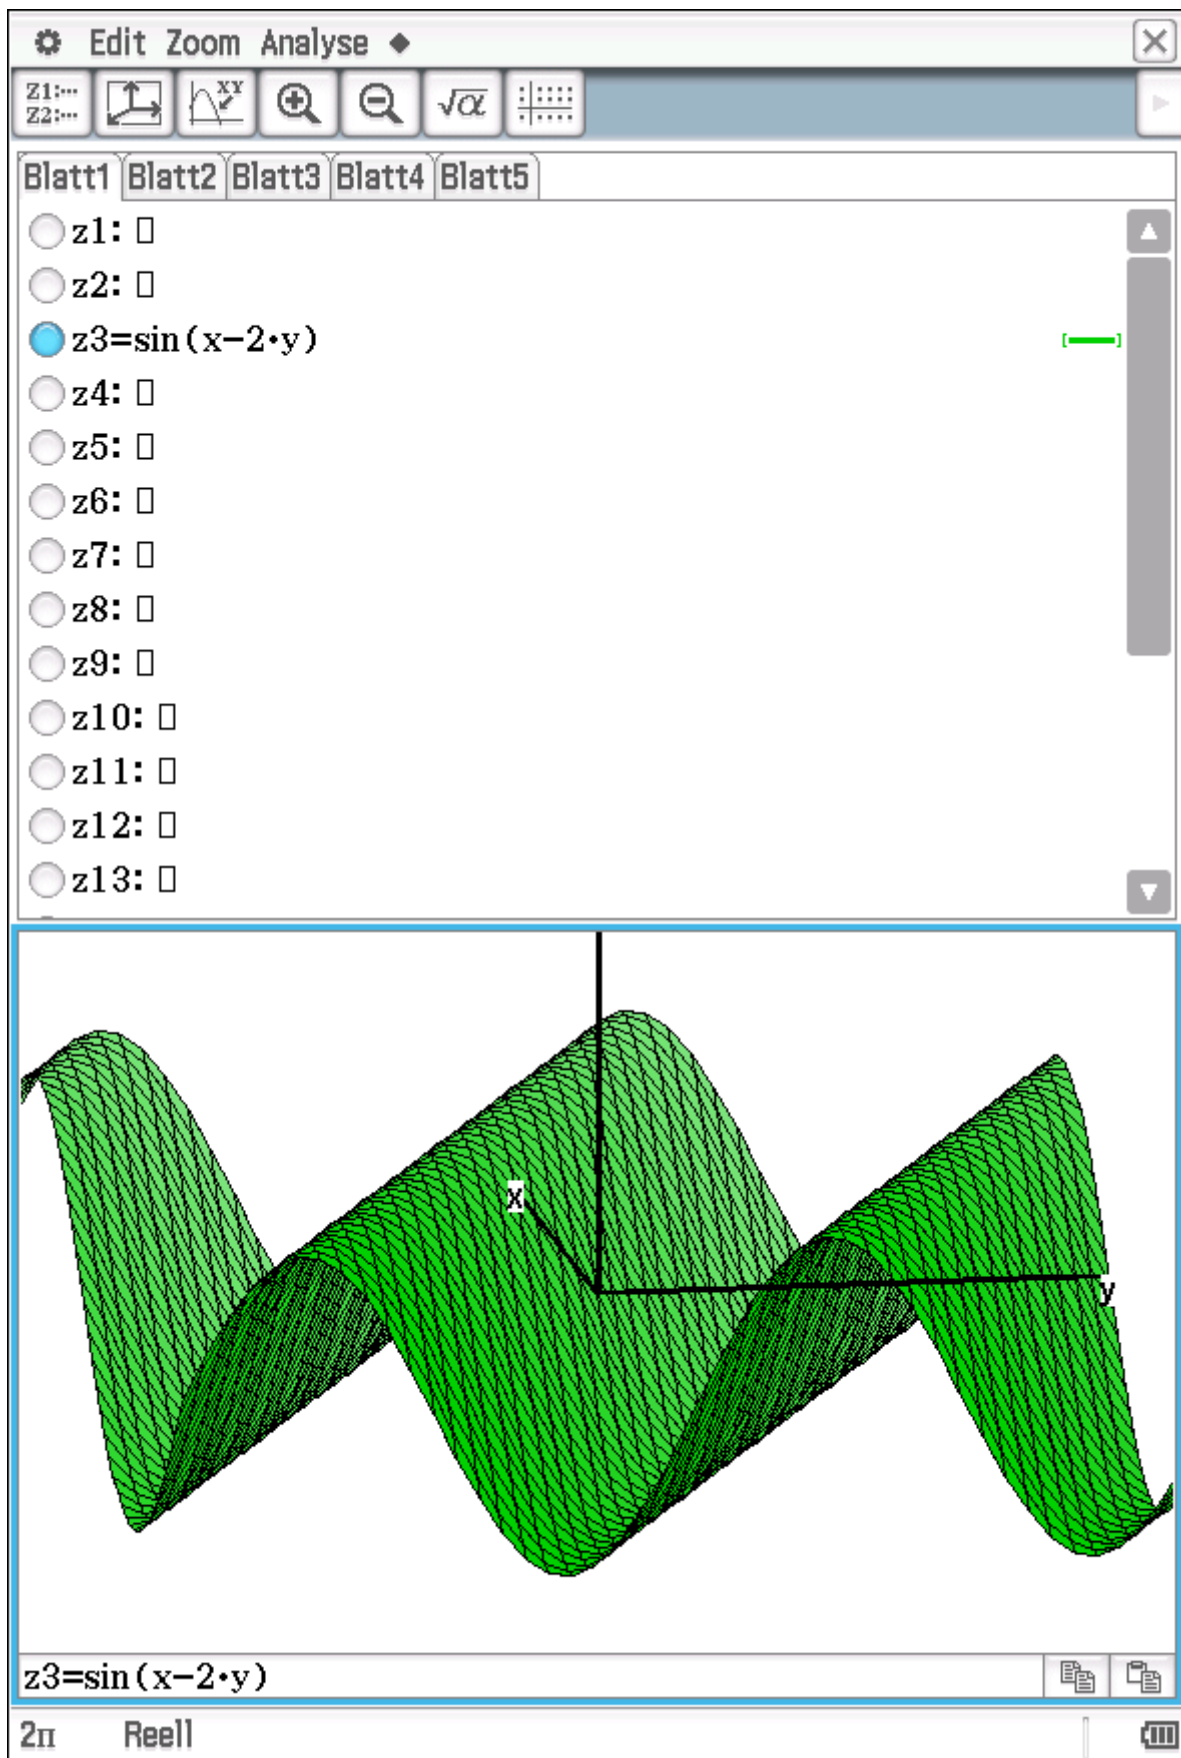 Edit Zoom Analyse ◆
Z1:… XY
Z2:… √α
Blatt1 Blatt2 Blatt3 Blatt4 Blatt5
z1: □
z2: □
z3=sin(x−2·y)
z4: □
z5: □
z6: □
z7: □
z8: □
z9: □
z10: □
z11: □
z12: □
z13: □
x
y
z3=sin(x−2·y)
2π Reell